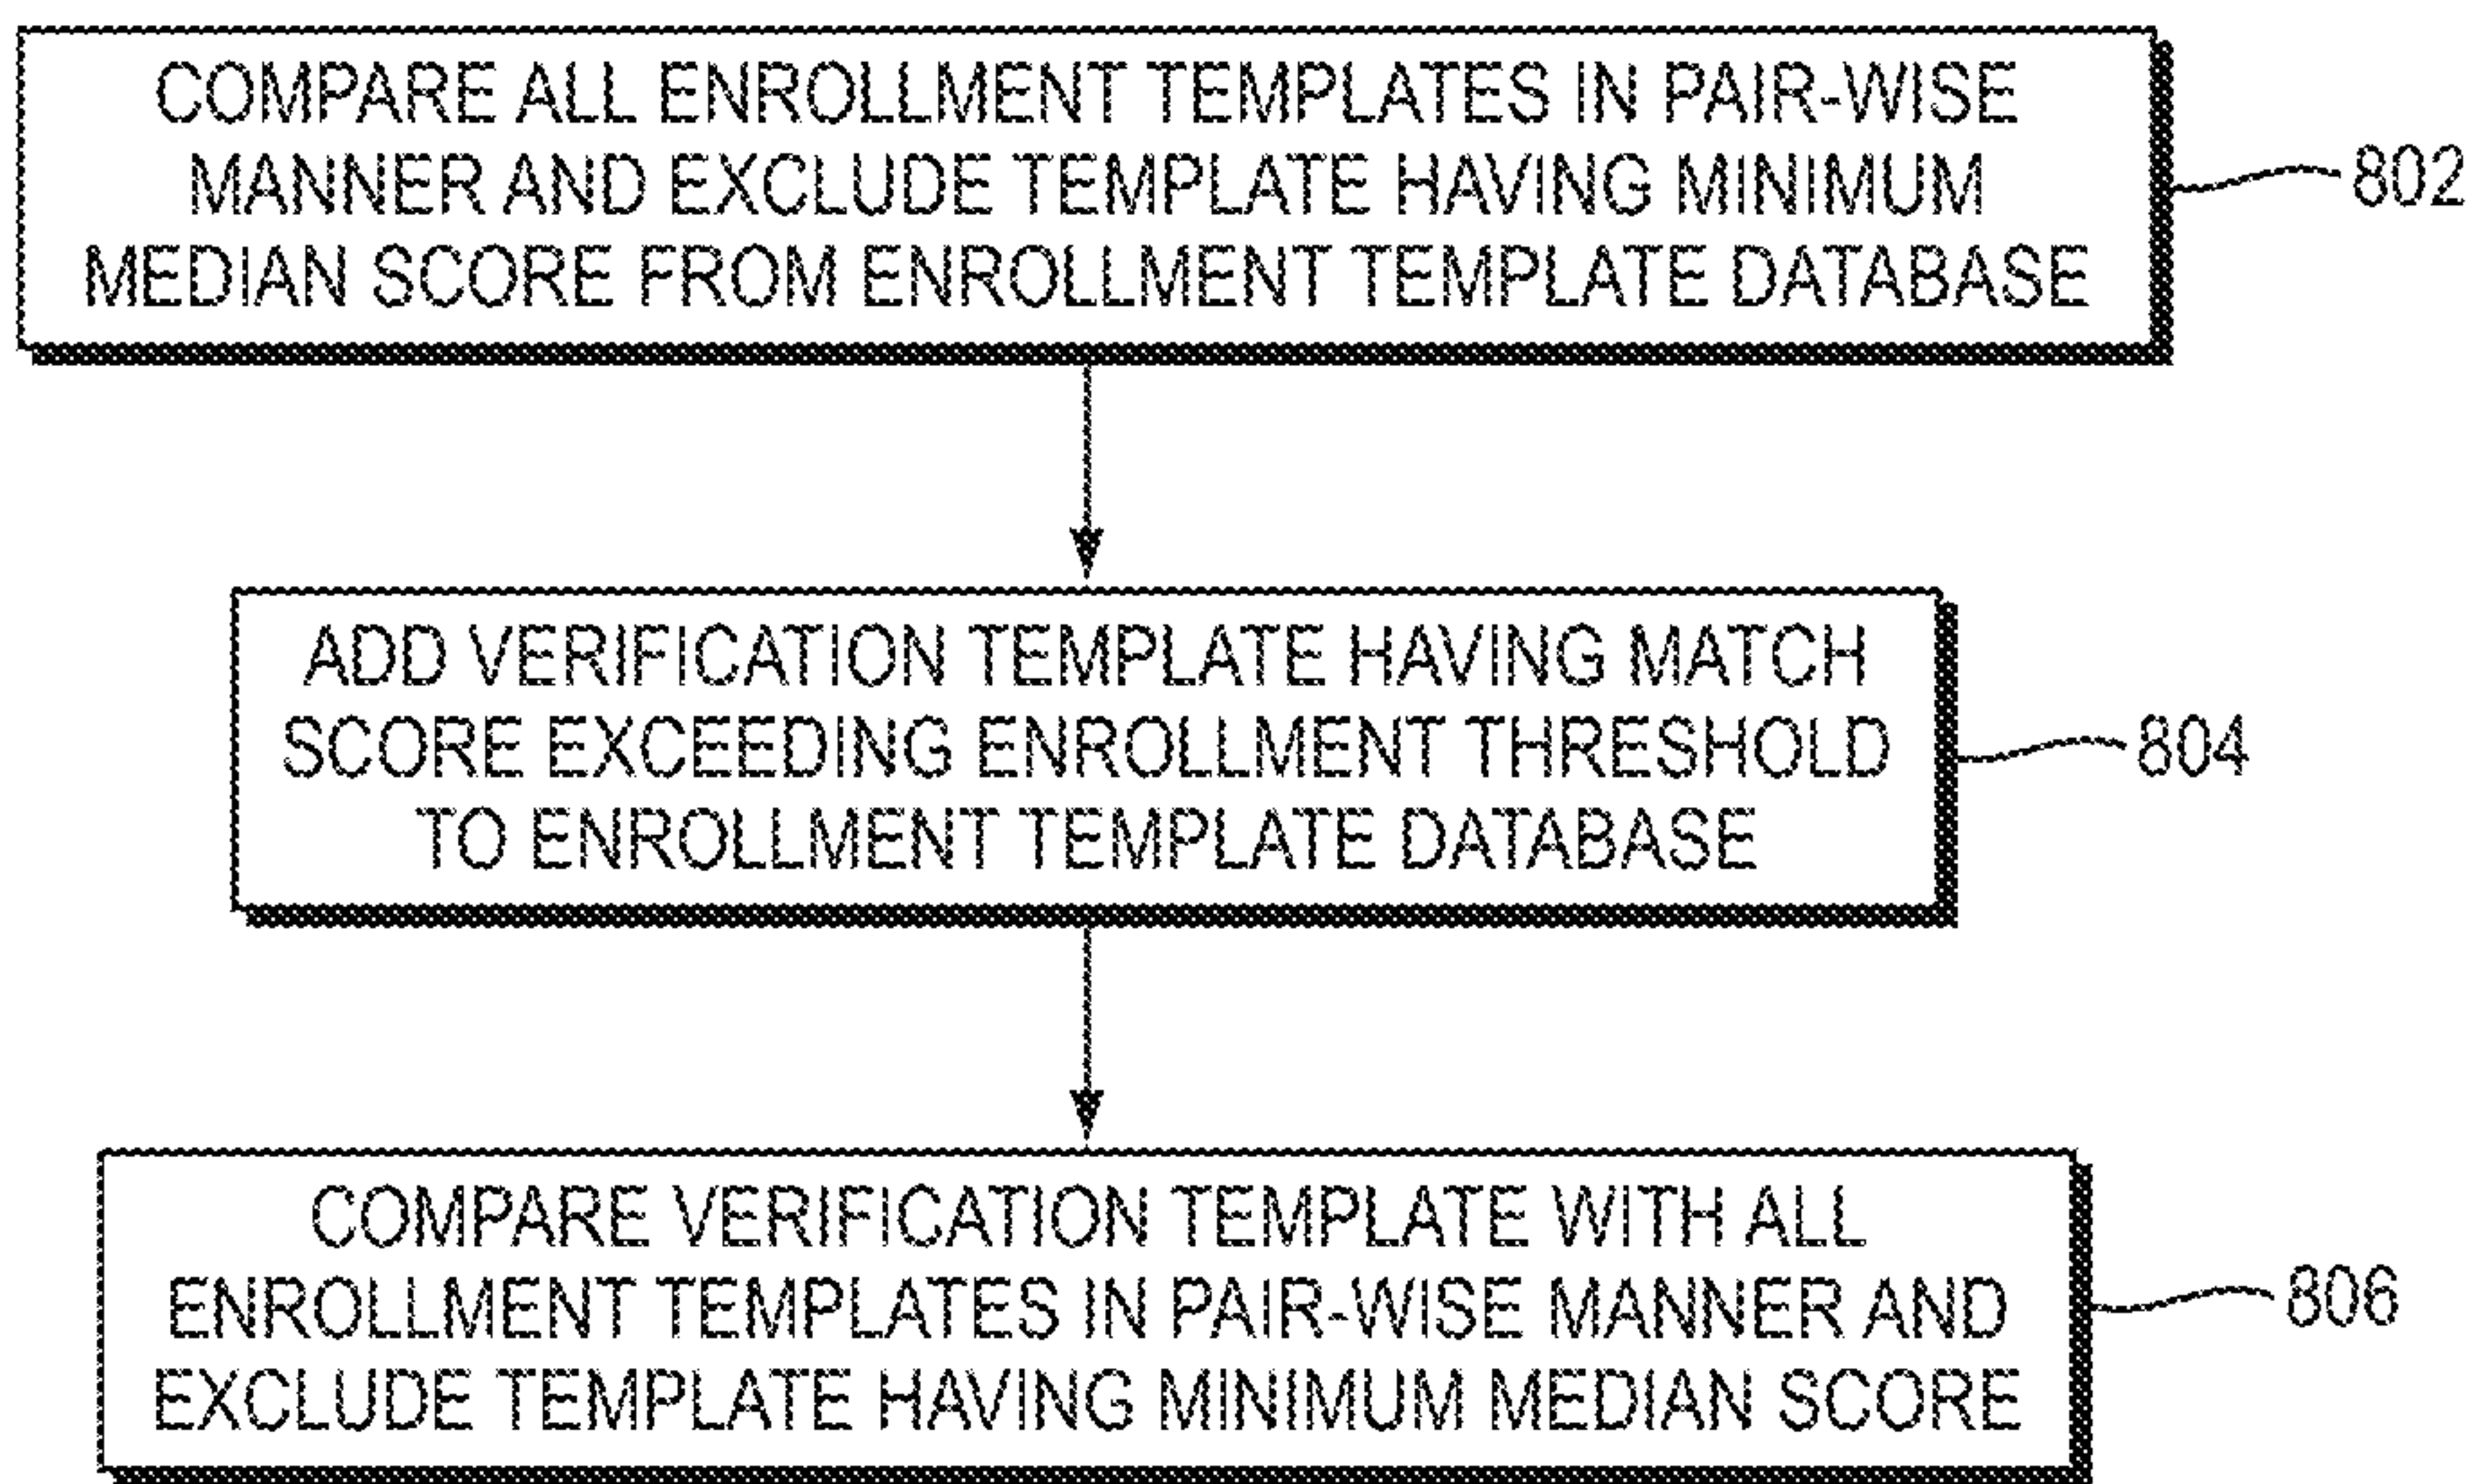 COMPARE ALL ENROLLMENT TEMPLATES IN PAIR-WISE
MANNER AND EXCLUDE TEMPLATE HAVING MINIMUM
MEDIAN SCORE FROM ENROLLMENT TEMPLATE DATABASE
802
ADD VERIFICATION TEMPLATE HAVING MATCH
SCORE EXCEEDING ENROLLMENT THRESHOLD
TO ENROLLMENT TEMPLATE DATABASE
804
COMPARE VERIFICATION TEMPLATE WITH ALL
ENROLLMENT TEMPLATES IN PAIR-WISE MANNER AND
EXCLUDE TEMPLATE HAVING MINIMUM MEDIAN SCORE
806